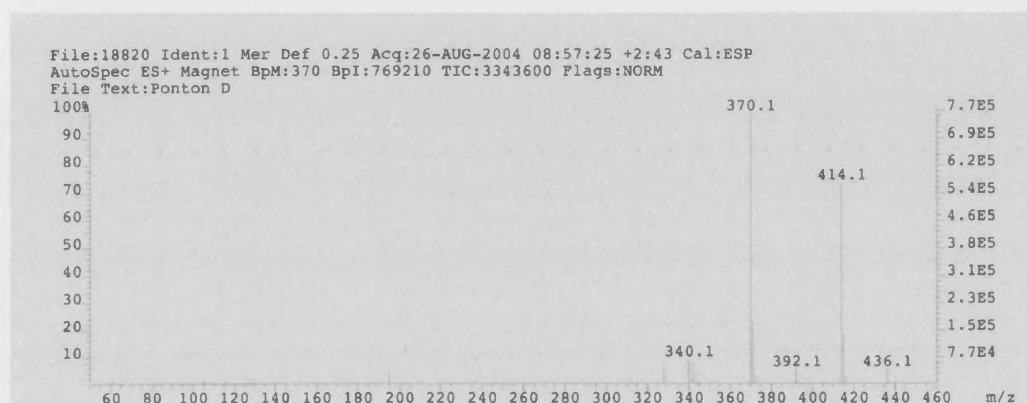 File:18820 Ident:1 Mer Def 0.25 Acq:26-AUG-2004 08:57:25 +2:43 Cal:ESP
AutoSpec ES+ Magnet BpM:370 BpI:769210 TIC:3343600 Flags:NORM
File Text:Ponton D
100% 370.1 7.7E5
90 6.9E5
80 6.2E5
414.1
70 5.4E5
60 4.6E5
50 3.8E5
40 3.1E5
30 2.3E5
20 1.5E5
10 340.1 392.1 436.1 7.7E4
60 80 100 120 140 160 180 200 220 240 260 280 300 320 340 360 380 400 420 440 460 m/z